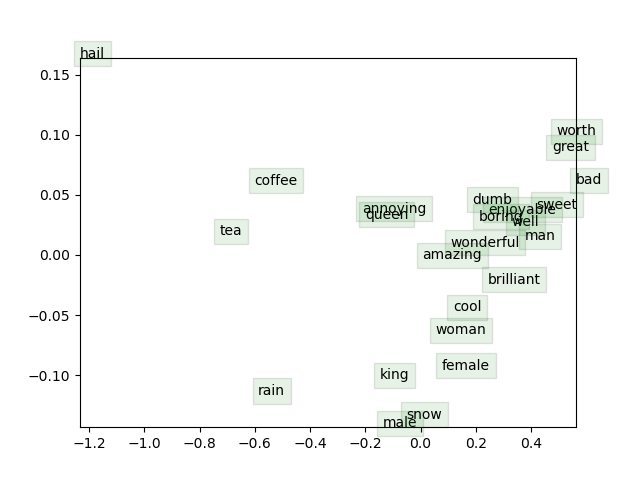 hail
0.15
worth
0.10
great
coffee
bad
0.05
dumb
sweet
annoying
enjoyable
queen
boring
well
tea
man
wonderful
0.00
amazing
brilliant
cool
−0.05
woman
female
king
−0.10
rain
snow
male
−1.2 −1.0 −0.8 −0.6 −0.4 −0.2 0.0 0.2 0.4